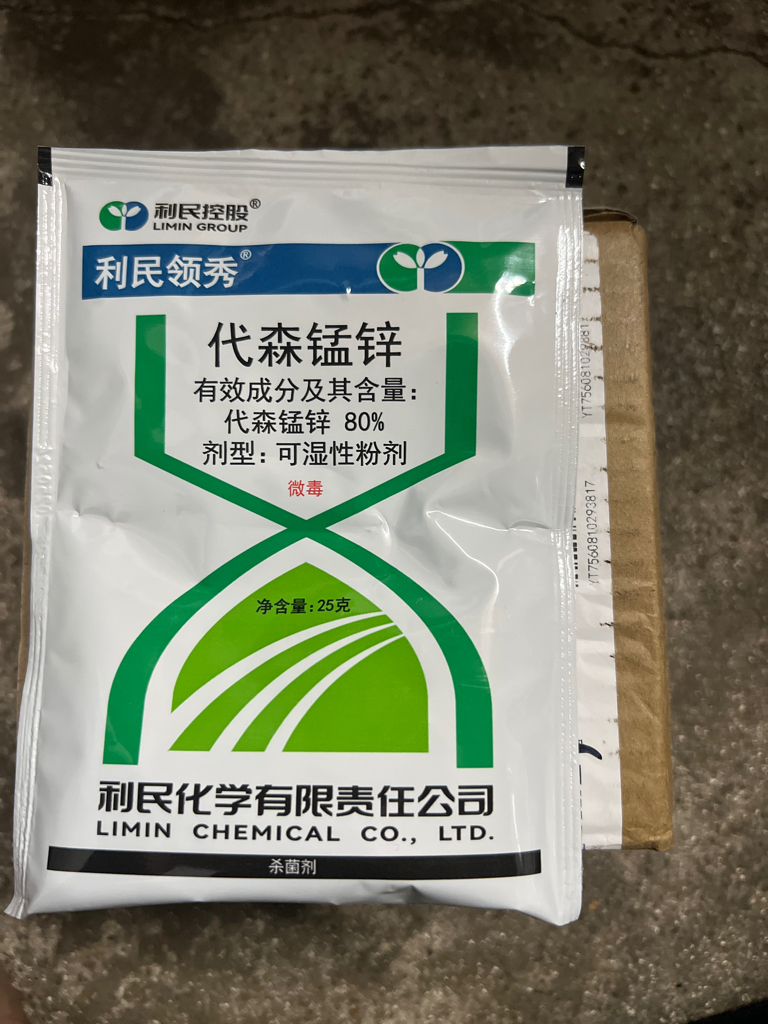 利民控股®
LIMIN GROUP
利民领秀®
代森锰锌
有效成分及其含量:
代森锰锌 80%
剂型:可湿性粉剂
微毒
净含量:25克
利民化学有限责任公司
LIMIN CHEMICAL CO., LTD.
杀菌剂
YT7560810293817
YT7560810293817